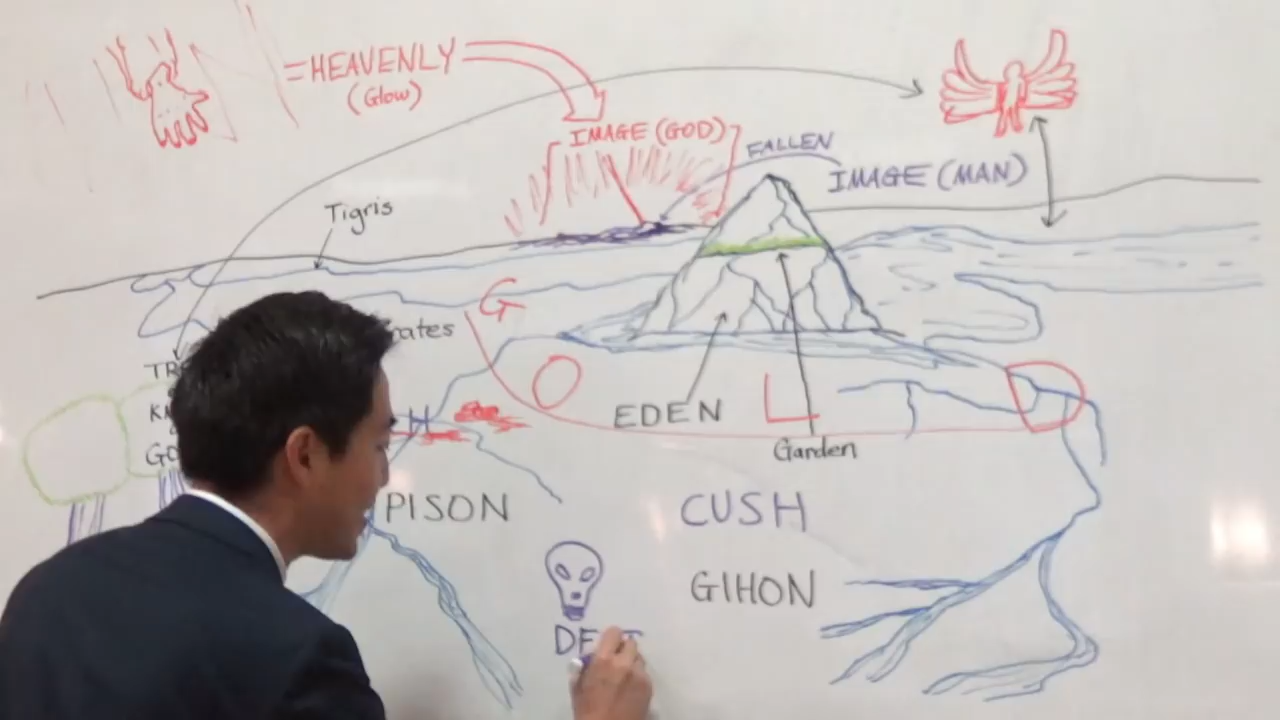 =HEAVENLY
(Glow)
IMAGE (GOD)
FALLEN
IMAGE (MAN)
Tigris
G
O
L
EDEN
Garden
PISON
CUSH
GIHON